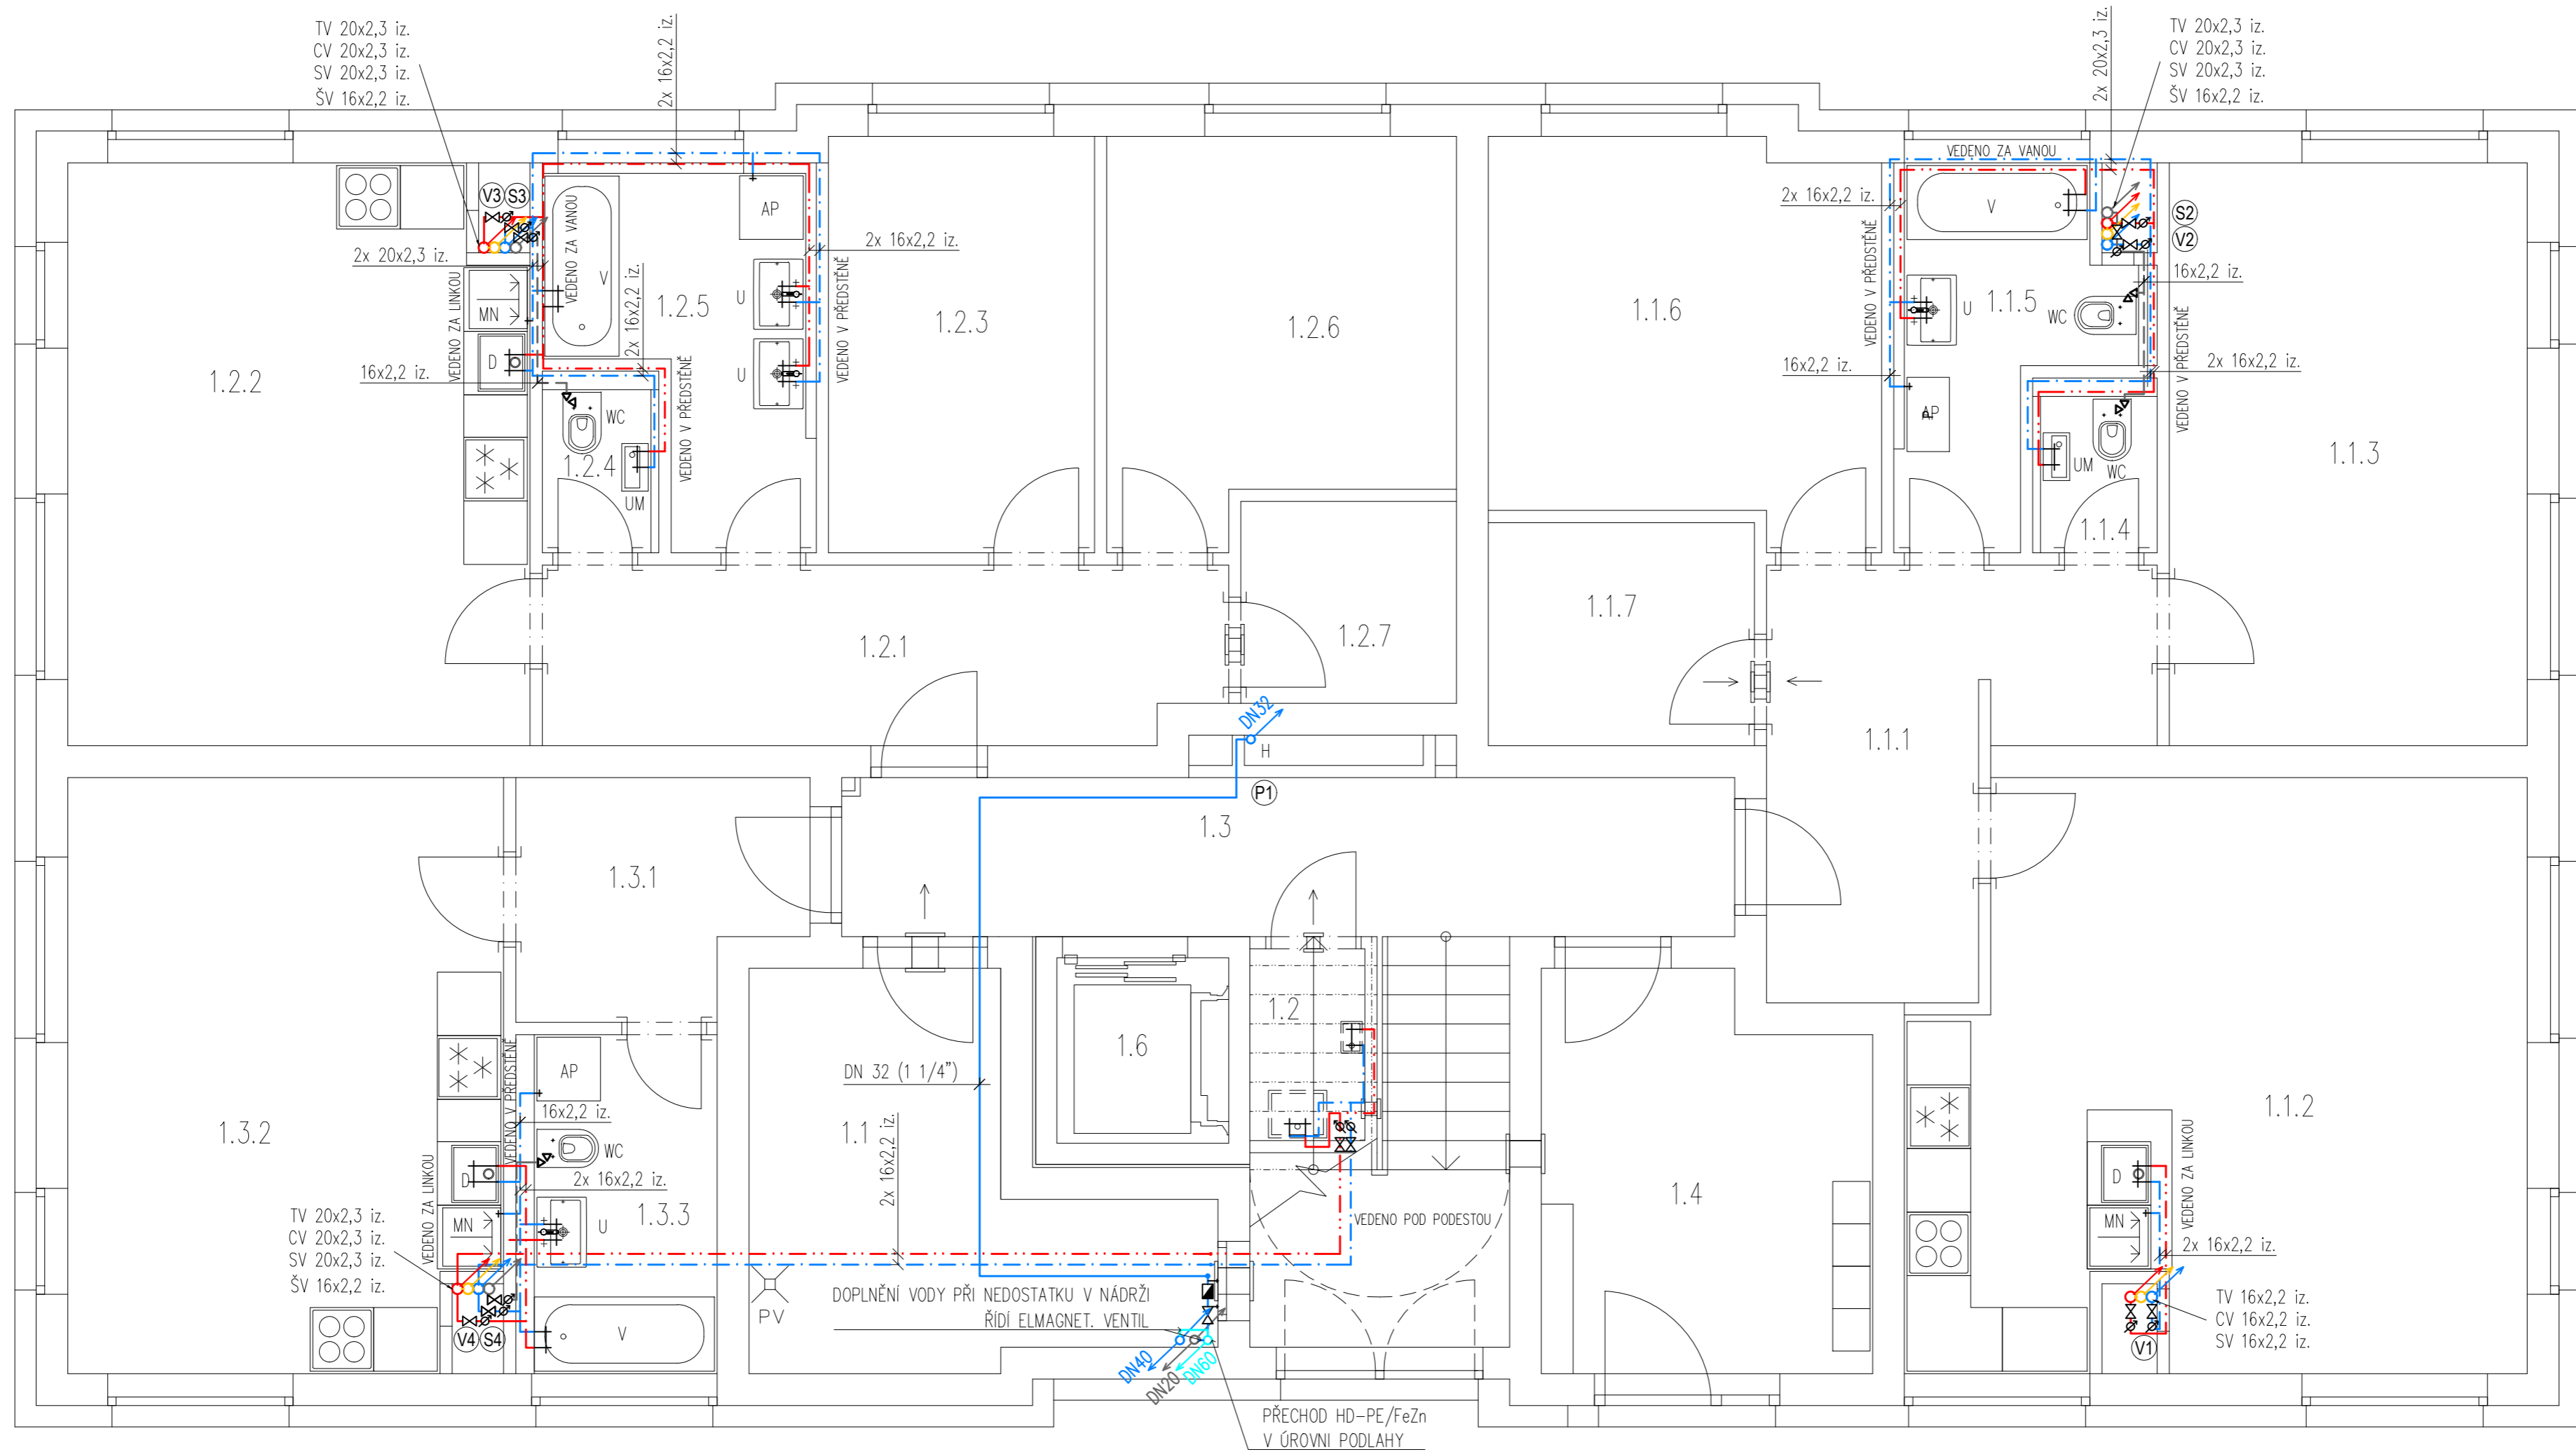 TV 20x2,3 iz.
CV 20x2,3 iz.
SV 20x2,3 iz.
ŠV 16x2,2 iz.
2x 16x2,2 iz.
2x 20x2,3 iz.
TV 20x2,3 iz.
CV 20x2,3 iz.
SV 20x2,3 iz.
ŠV 16x2,2 iz.
V3 S3
2x 20x2,3 iz.
VEDENO ZA LINKOU
MN
D
16x2,2 iz.
1.2.2
VEDENO ZA VANOU
V
1.2.5
2x 16x2,2 iz.
AP
U
U
2x 16x2,2 iz.
VEDENO V PŘEDSTĚNĚ
VEDENO V PŘEDSTĚNĚ
WC
1.2.4
UM
1.2.3
1.2.6
1.1.6
VEDENO ZA VANOU
2x 16x2,2 iz.
VEDENO V PŘEDSTĚNĚ
V
S2
V2
16x2,2 iz.
U
1.1.5
WC
VEDENO V PŘEDSTĚNĚ
16x2,2 iz.
2x 16x2,2 iz.
AP
UM
WC
1.1.4
1.1.3
1.2.1
1.2.7
1.1.7
1.1.1
DN32
H
P1
1.3
1.3.1
1.3.2
VEDENO V PŘEDSTĚNĚ
AP
16x2,2 iz.
WC
D
2x 16x2,2 iz.
VEDENO ZA LINKOU
MN
U
1.3.3
TV 20x2,3 iz.
CV 20x2,3 iz.
SV 20x2,3 iz.
ŠV 16x2,2 iz.
V4 S4
V
DN 32 (1 1/4")
1.1
2x 16x2,2 iz.
1.6
1.2
PV
VEDENO POD PODESTOU
DOPLNĚNÍ VODY PŘI NEDOSTATKU V NÁDRŽI
ŘÍDÍ ELMAGNET. VENTIL
DN40
DN20
DN60
PŘECHOD HD-PE/FeZn
V ÚROVNI PODLAHY
1.4
1.1.2
D
MN
VEDENO ZA LINKOU
2x 16x2,2 iz.
TV 16x2,2 iz.
CV 16x2,2 iz.
SV 16x2,2 iz.
V1